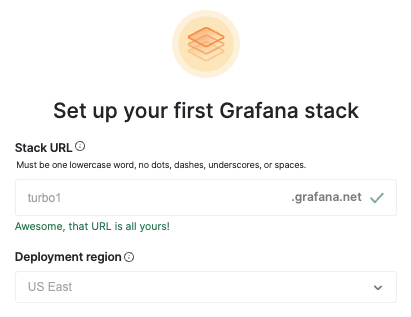 Set up your first Grafana stack
Stack URL
Must be one lowercase word, no dots, dashes, underscores, or spaces.
turbo1 .grafana.net
Awesome, that URL is all yours!
Deployment region
US East